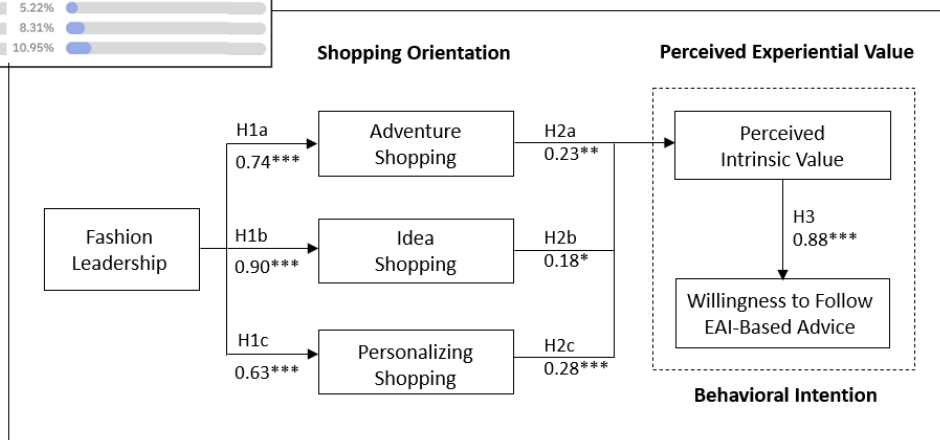 5.22%
8.31%
10.95%
Shopping Orientation
Perceived Experiential Value
H1a
0.74***
Adventure
Shopping
H2a
0.23**
Perceived
Intrinsic Value
Fashion
Leadership
H1b
0.90***
Idea
Shopping
H2b
0.18*
H3
0.88***
Willingness to Follow
EAI-Based Advice
H1c
0.63***
Personalizing
Shopping
H2c
0.28***
Behavioral Intention